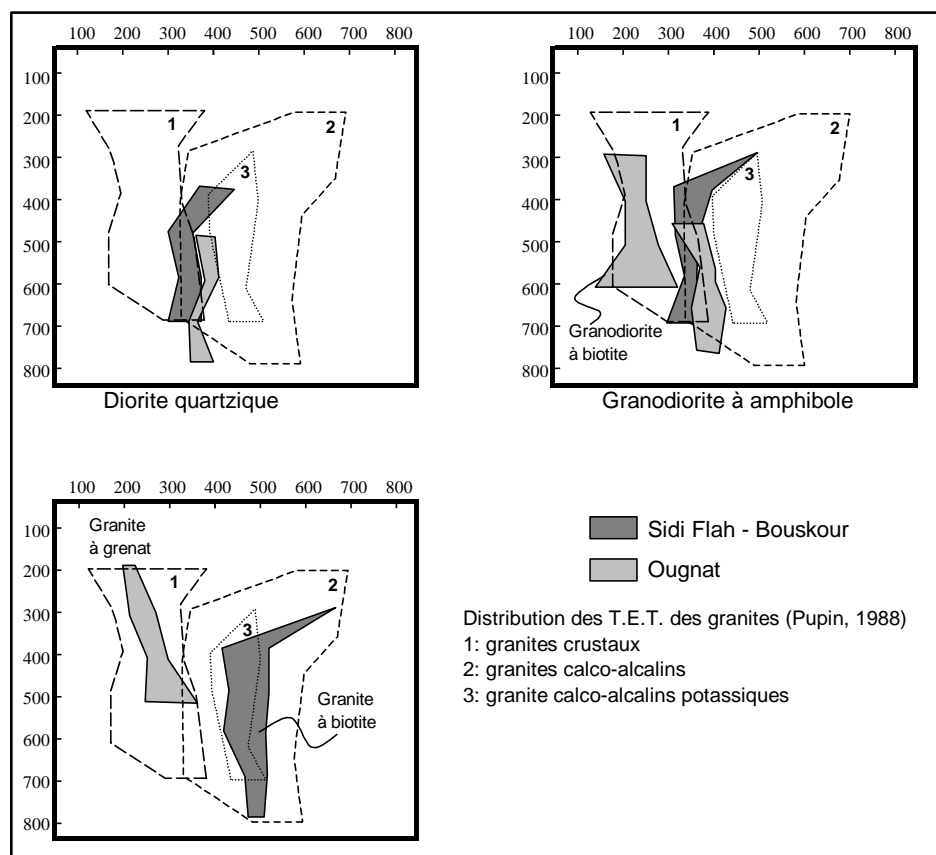 100 200 300 400 500 600 700 800
100
200
300
400
500
600
700
800
1
2
3
Diorite quartzique
100 200 300 400 500 600 700 800
100
200
300
400
500
600
700
800
1
2
3
Granodiorite
à biotite
Granodiorite à amphibole
100 200 300 400 500 600 700 800
100
200
300
400
500
600
700
800
Granite
à grenat
1
2
3
Granite
à biotite
Sidi Flah - Bouskour
Ougnat
Distribution des T.E.T. des granites (Pupin, 1988)
1: granites crustaux
2: granites calco-alcalins
3: granite calco-alcalins potassiques